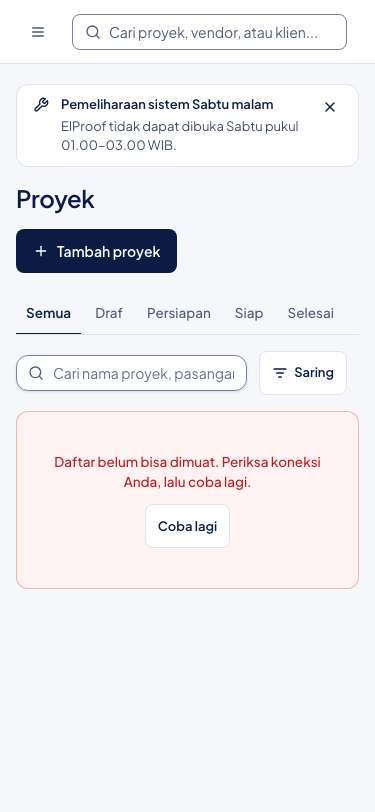 Cari proyek, vendor, atau klien...
Pemeliharaan sistem Sabtu malam
ElProof tidak dapat dibuka Sabtu pukul
01.00–03.00 WIB.
Proyek
Tambah proyek
Semua Draf Persiapan Siap Selesai
Cari nama proyek, pasangan
Saring
Daftar belum bisa dimuat. Periksa koneksi
Anda, lalu coba lagi.
Coba lagi